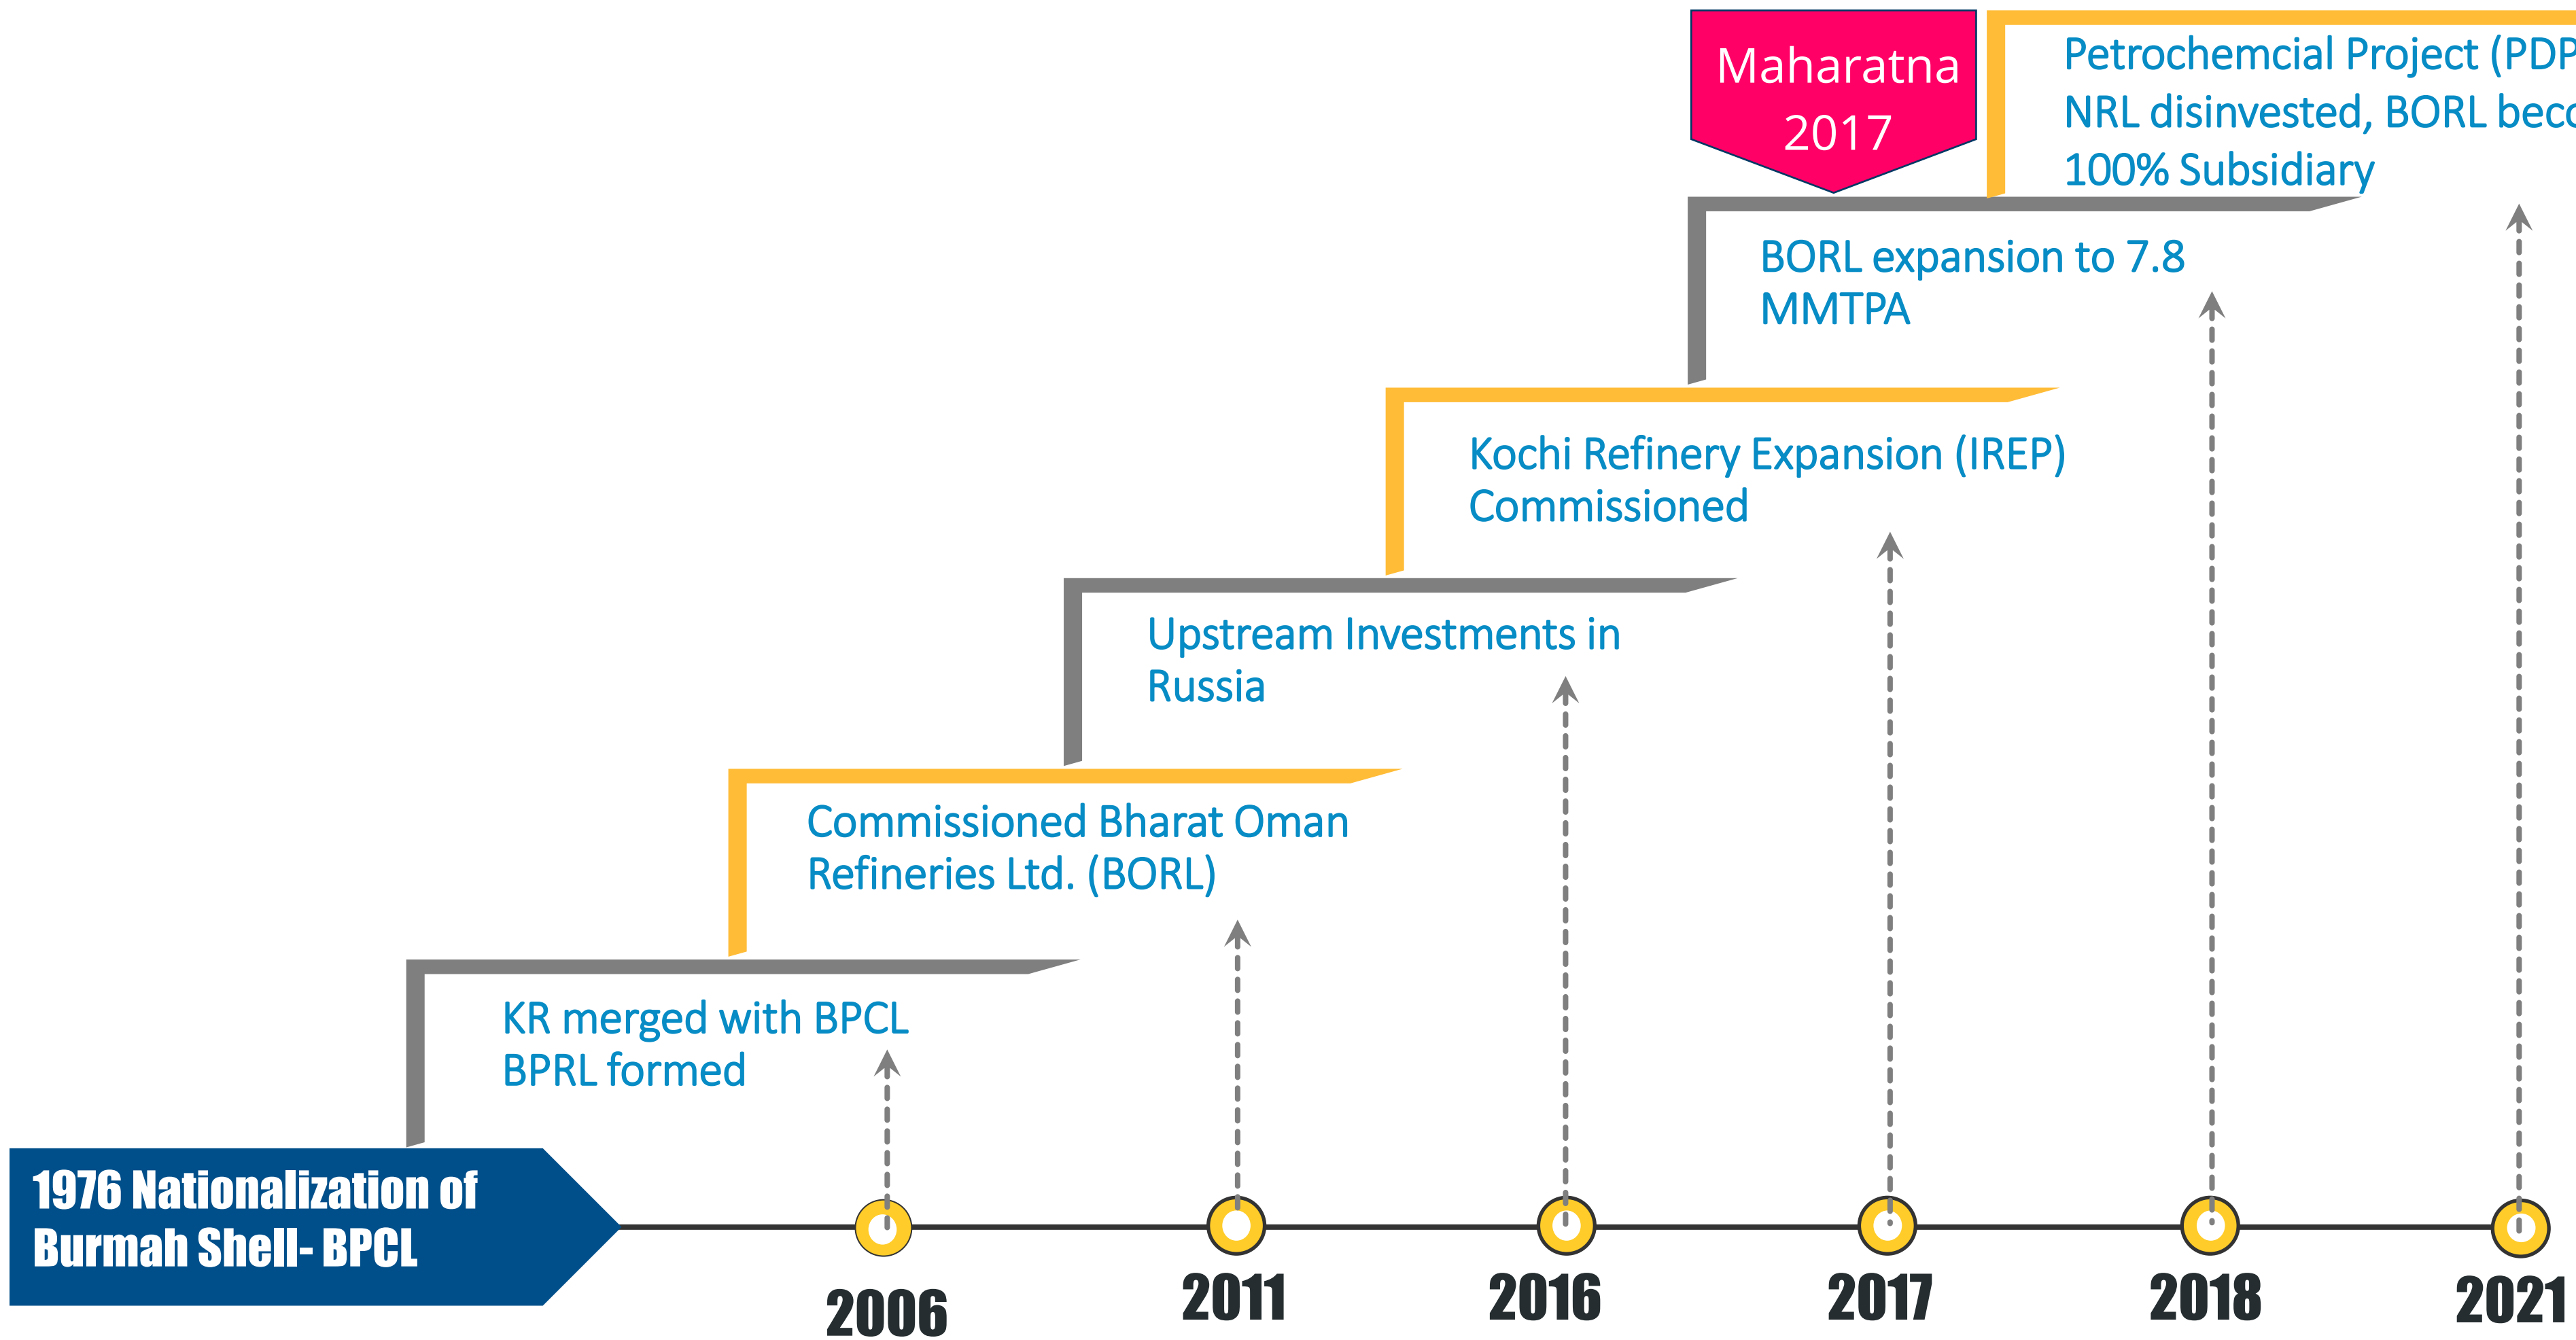 Maharatna
2017
Petrochemcial Project (PDP
NRL disinvested, BORL beco
100% Subsidiary
BORL expansion to 7.8
MMTPA
Kochi Refinery Expansion (IREP)
Commissioned
Upstream Investments in
Russia
Commissioned Bharat Oman
Refineries Ltd. (BORL)
KR merged with BPCL
BPRL formed
1976 Nationalization of
Burmah Shell- BPCL
2006
2011
2016
2017
2018
2021